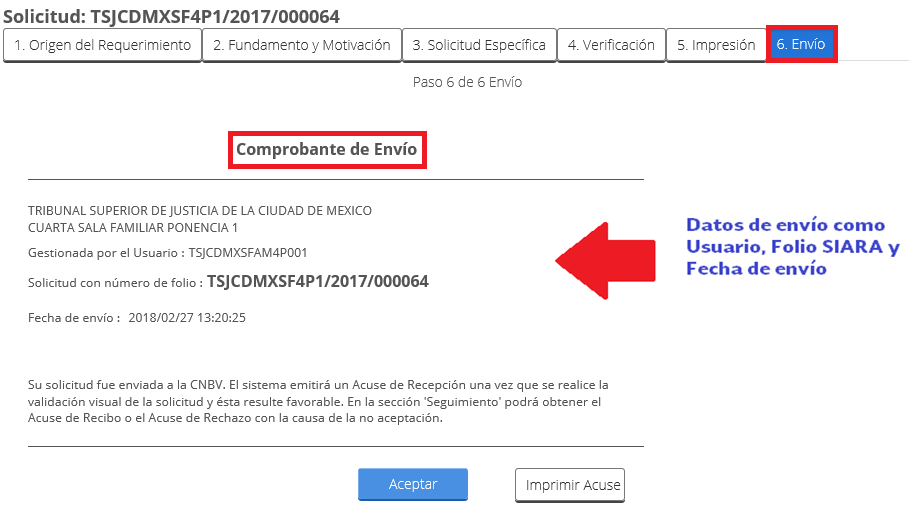 Solicitud: TSJCDMXSF4P1/2017/000064
1. Origen del Requerimiento 2. Fundamento y Motivación 3. Solicitud Específica 4. Verificación 5. Impresión 6. Envío
Paso 6 de 6 Envío
Comprobante de Envío
TRIBUNAL SUPERIOR DE JUSTICIA DE LA CIUDAD DE MEXICO
CUARTA SALA FAMILIAR PONENCIA 1
Gestionada por el Usuario : TSJCDMXSFAM4P001
Solicitud con número de folio : TSJCDMXSF4P1/2017/000064
Fecha de envío : 2018/02/27 13:20:25
Datos de envío como
Usuario, Folio SIARA y
Fecha de envío
Su solicitud fue enviada a la CNBV. El sistema emitirá un Acuse de Recepción una vez que se realice la
validación visual de la solicitud y ésta resulte favorable. En la sección 'Seguimiento' podrá obtener el
Acuse de Recibo o el Acuse de Rechazo con la causa de la no aceptación.
Aceptar Imprimir Acuse